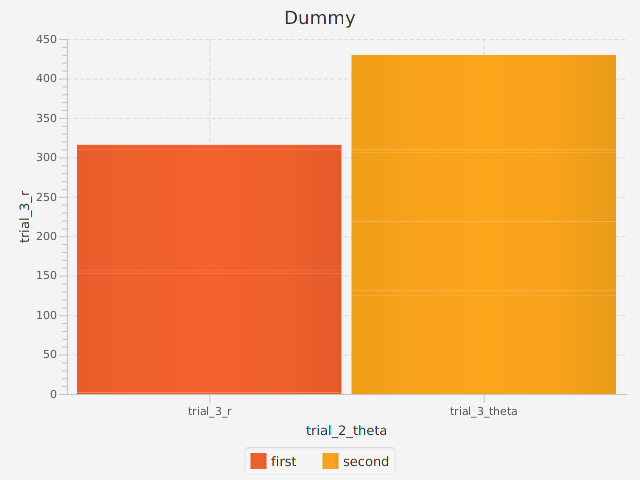 Dummy
450
400
350
300
250
200
150
100
50
0
trial_3_r
trial_3_r
trial_3_theta
trial_2_theta
first
second